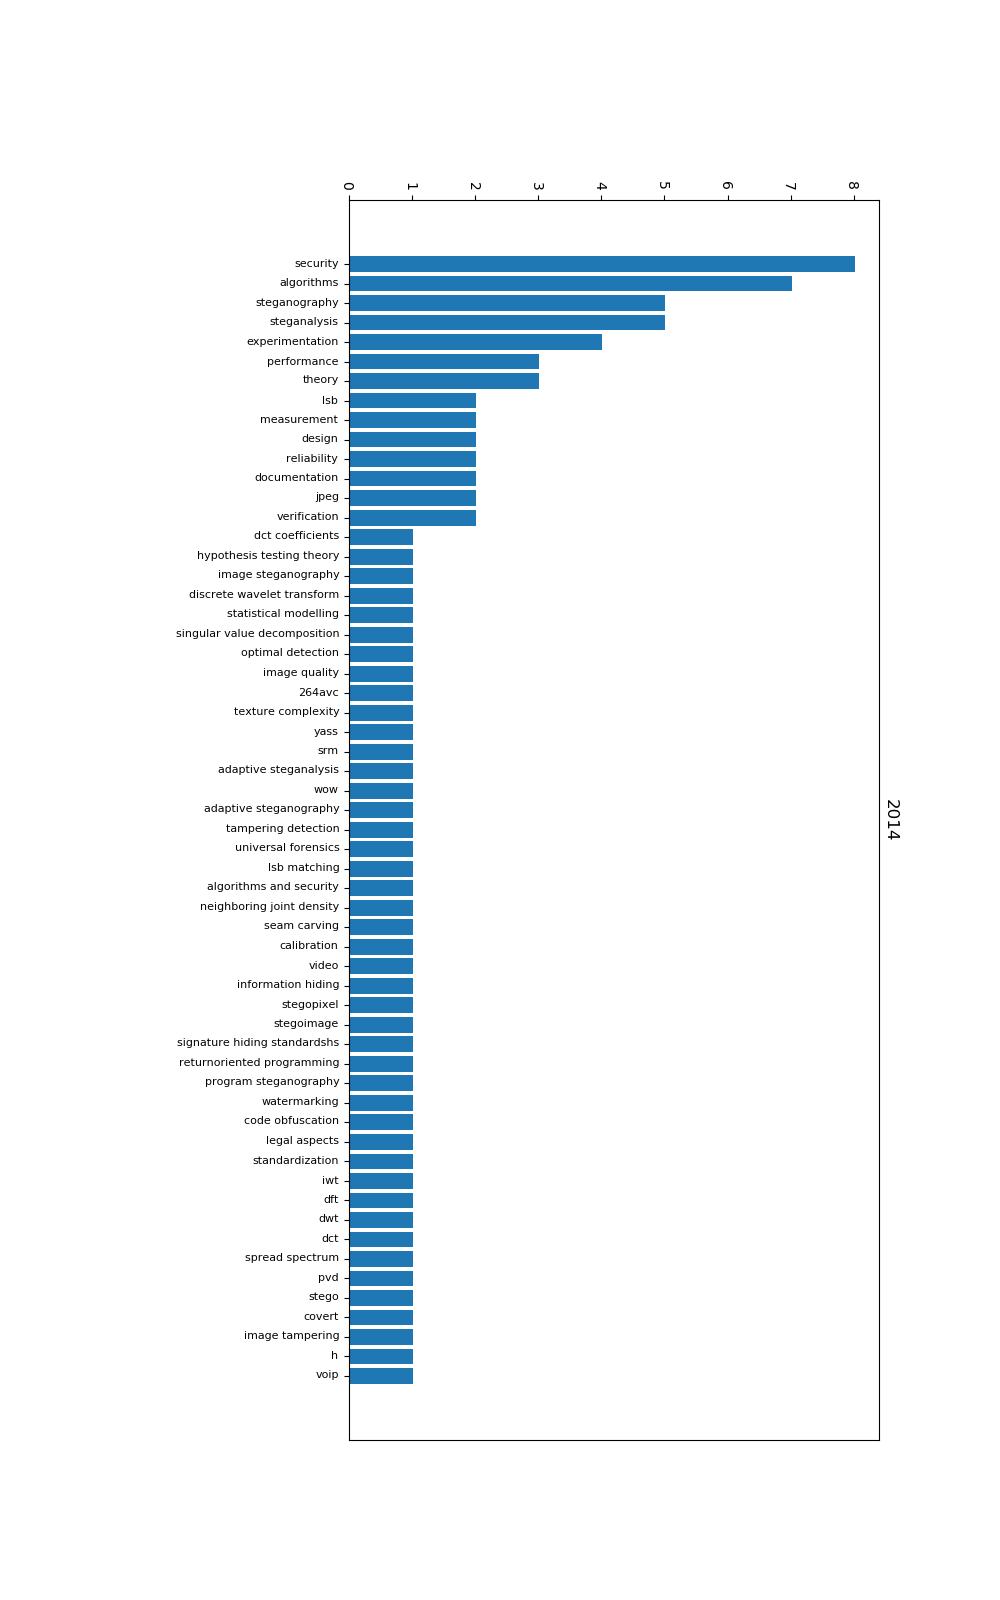 0 1 2 3 4 5 6 7 8
security
algorithms
steganography
steganalysis
experimentation
performance
theory
lsb
measurement
design
reliability
documentation
jpeg
verification
dct coefficients
hypothesis testing theory
image steganography
discrete wavelet transform
statistical modelling
singular value decomposition
optimal detection
image quality
264avc
texture complexity
yass
srm
adaptive steganalysis
wow
adaptive steganography
tampering detection
universal forensics
lsb matching
algorithms and security
neighboring joint density
seam carving
calibration
video
information hiding
stegopixel
stegoimage
signature hiding standardshs
returnoriented programming
program steganography
watermarking
code obfuscation
legal aspects
standardization
iwt
dft
dwt
dct
spread spectrum
pvd
stego
covert
image tampering
h
voip
2014